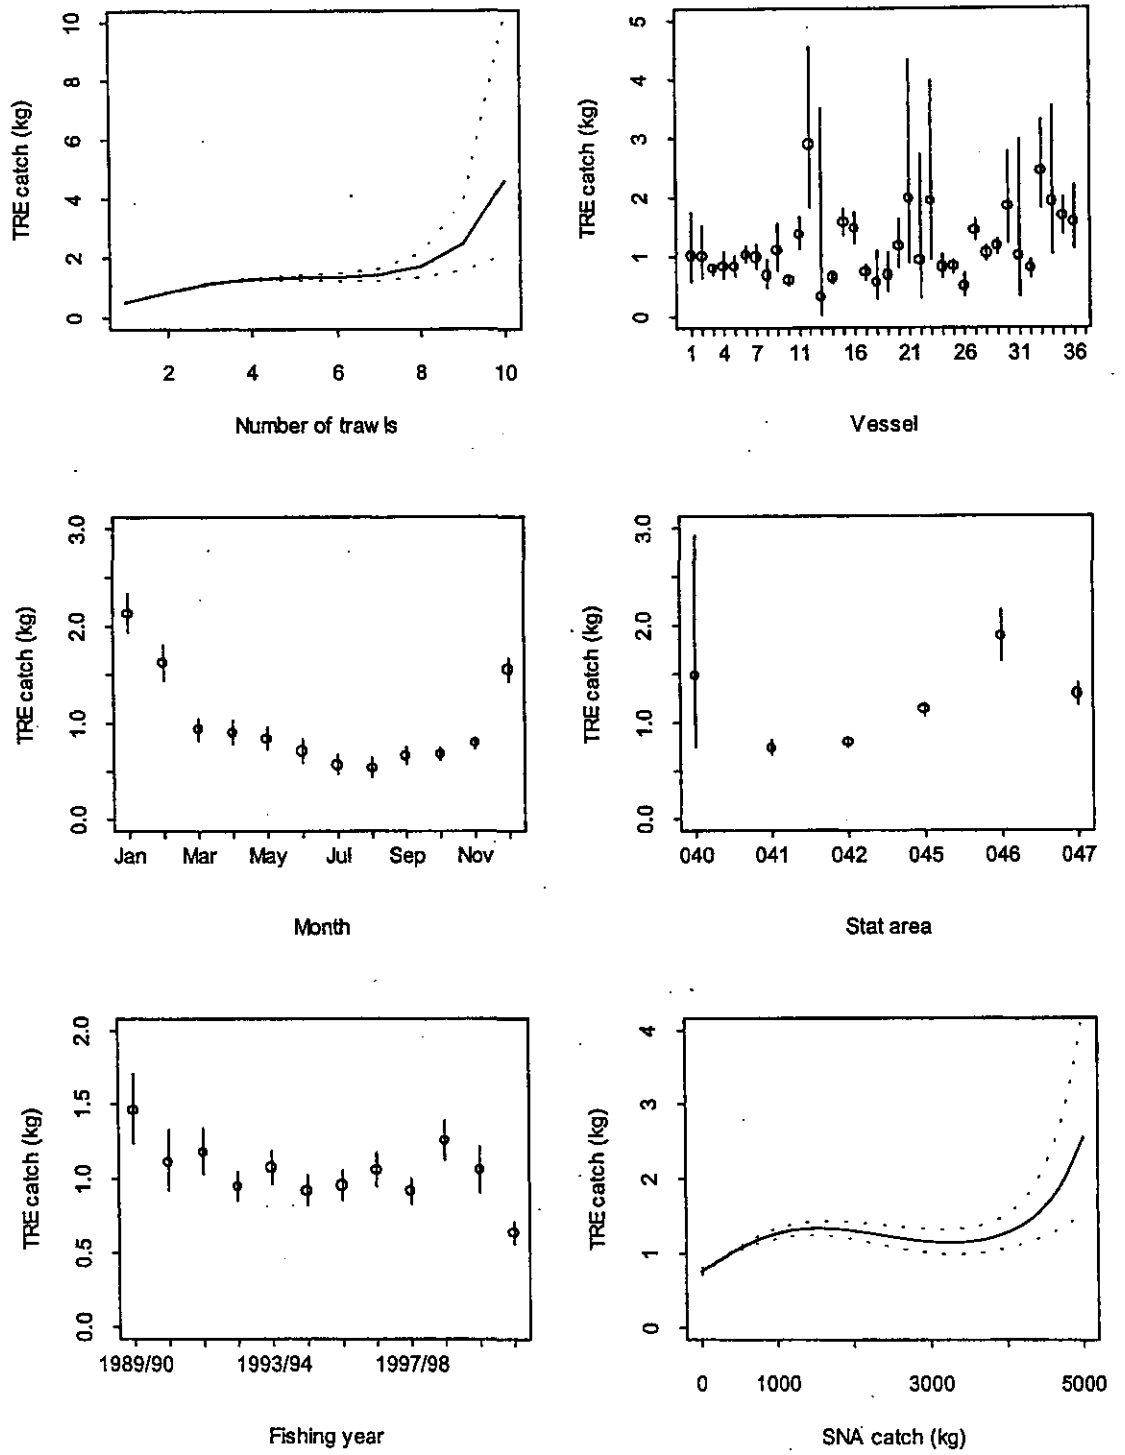 TRE catch (kg)
0 2 4 6 8 10
2 4 6 8 10
Number of trawls
TRE catch (kg)
0 1 2 3 4 5
1 4 7 11 16 21 26 31 36
Vessel
TRE catch (kg)
0.0 1.0 2.0 3.0
Jan Mar May Jul Sep Nov
Month
TRE catch (kg)
0.0 1.0 2.0 3.0
040 041 042 045 046 047
Stat area
TRE catch (kg)
0.0 0.5 1.0 1.5 2.0
1989/90 1993/94 1997/98
Fishing year
TRE catch (kg)
0 1 2 3 4
0 1000 3000 5000
SNA catch (kg)